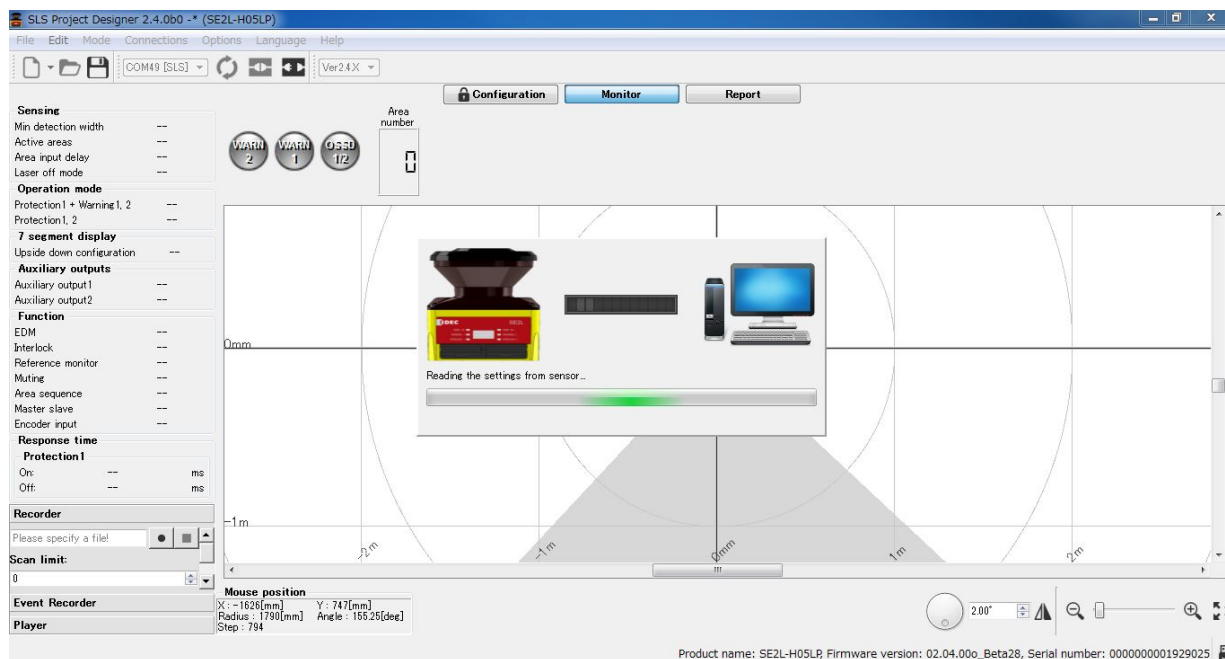 SLS Project Designer 2.4.0b0 -* (SE2L-H05LP)
File Edit Mode Connections Options Language Help
COM49 [SLS] Ver2.4X
Configuration Monitor Report
Sensing
Min detection width --
Active areas --
Area input delay --
Laser off mode --
Operation mode
Protection1 + Warning1, 2 --
Protection1, 2 --
7 segment display
Upside down configuration --
Auxiliary outputs
Auxiliary output1 --
Auxiliary output2 --
Function
EDM --
Interlock --
Reference monitor --
Muting --
Area sequence --
Master slave --
Encoder input --
Response time
Protection1
On: -- ms
Off: -- ms
Recorder
Please specify a file!
Scan limit:
0
Event Recorder
Player
WARN 2
WARN 1
OSSD 1/2
Area number
0
0mm
-1m
-2m
-1m
0mm
1m
2m
IDEC SE2L
Reading the settings from sensor...
Mouse position
X : -1626[mm] Y : 747[mm]
Radius : 1790[mm] Angle : 155.25[deg]
Step : 794
2.00°
Product name: SE2L-H05LP, Firmware version: 02.04.00o_Beta28, Serial number: 0000000001929025